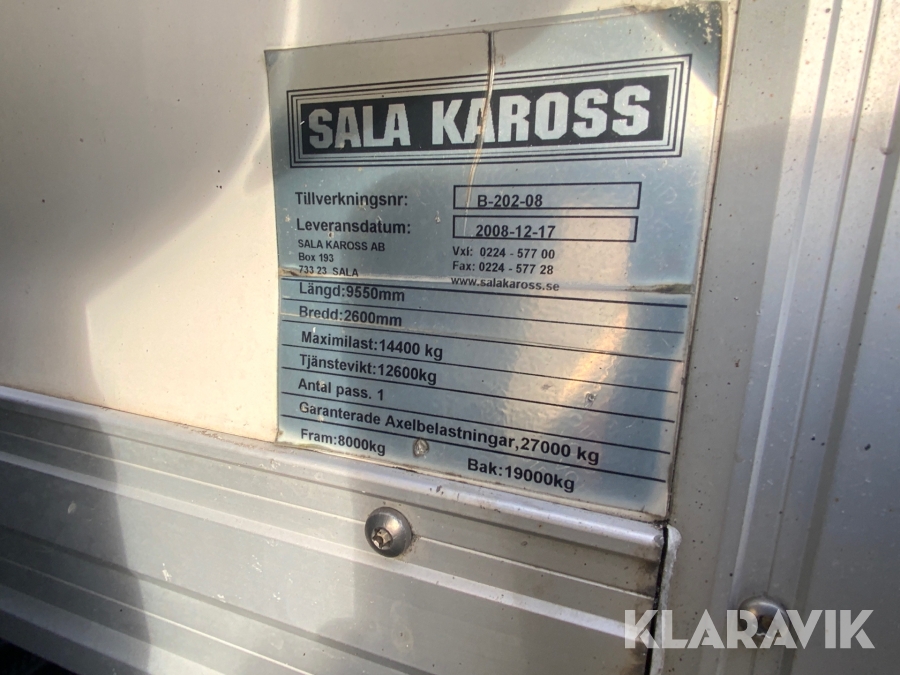 SALA KAROSS
Tillverkningsnr: B-202-08
Leveransdatum: 2008-12-17
SALA KAROSS AB
Box 193
733 23 SALA
Vxi: 0224 - 577 00
Fax: 0224 - 577 28
www.salakaross.se
Längd:9550mm
Bredd:2600mm
Maximilast:14400 kg
Tjänstevikt:12600kg
Antal pass. 1
Garanterade Axelbelastningar,27000 kg
Fram:8000kg Bak:19000kg
KLARAVIK